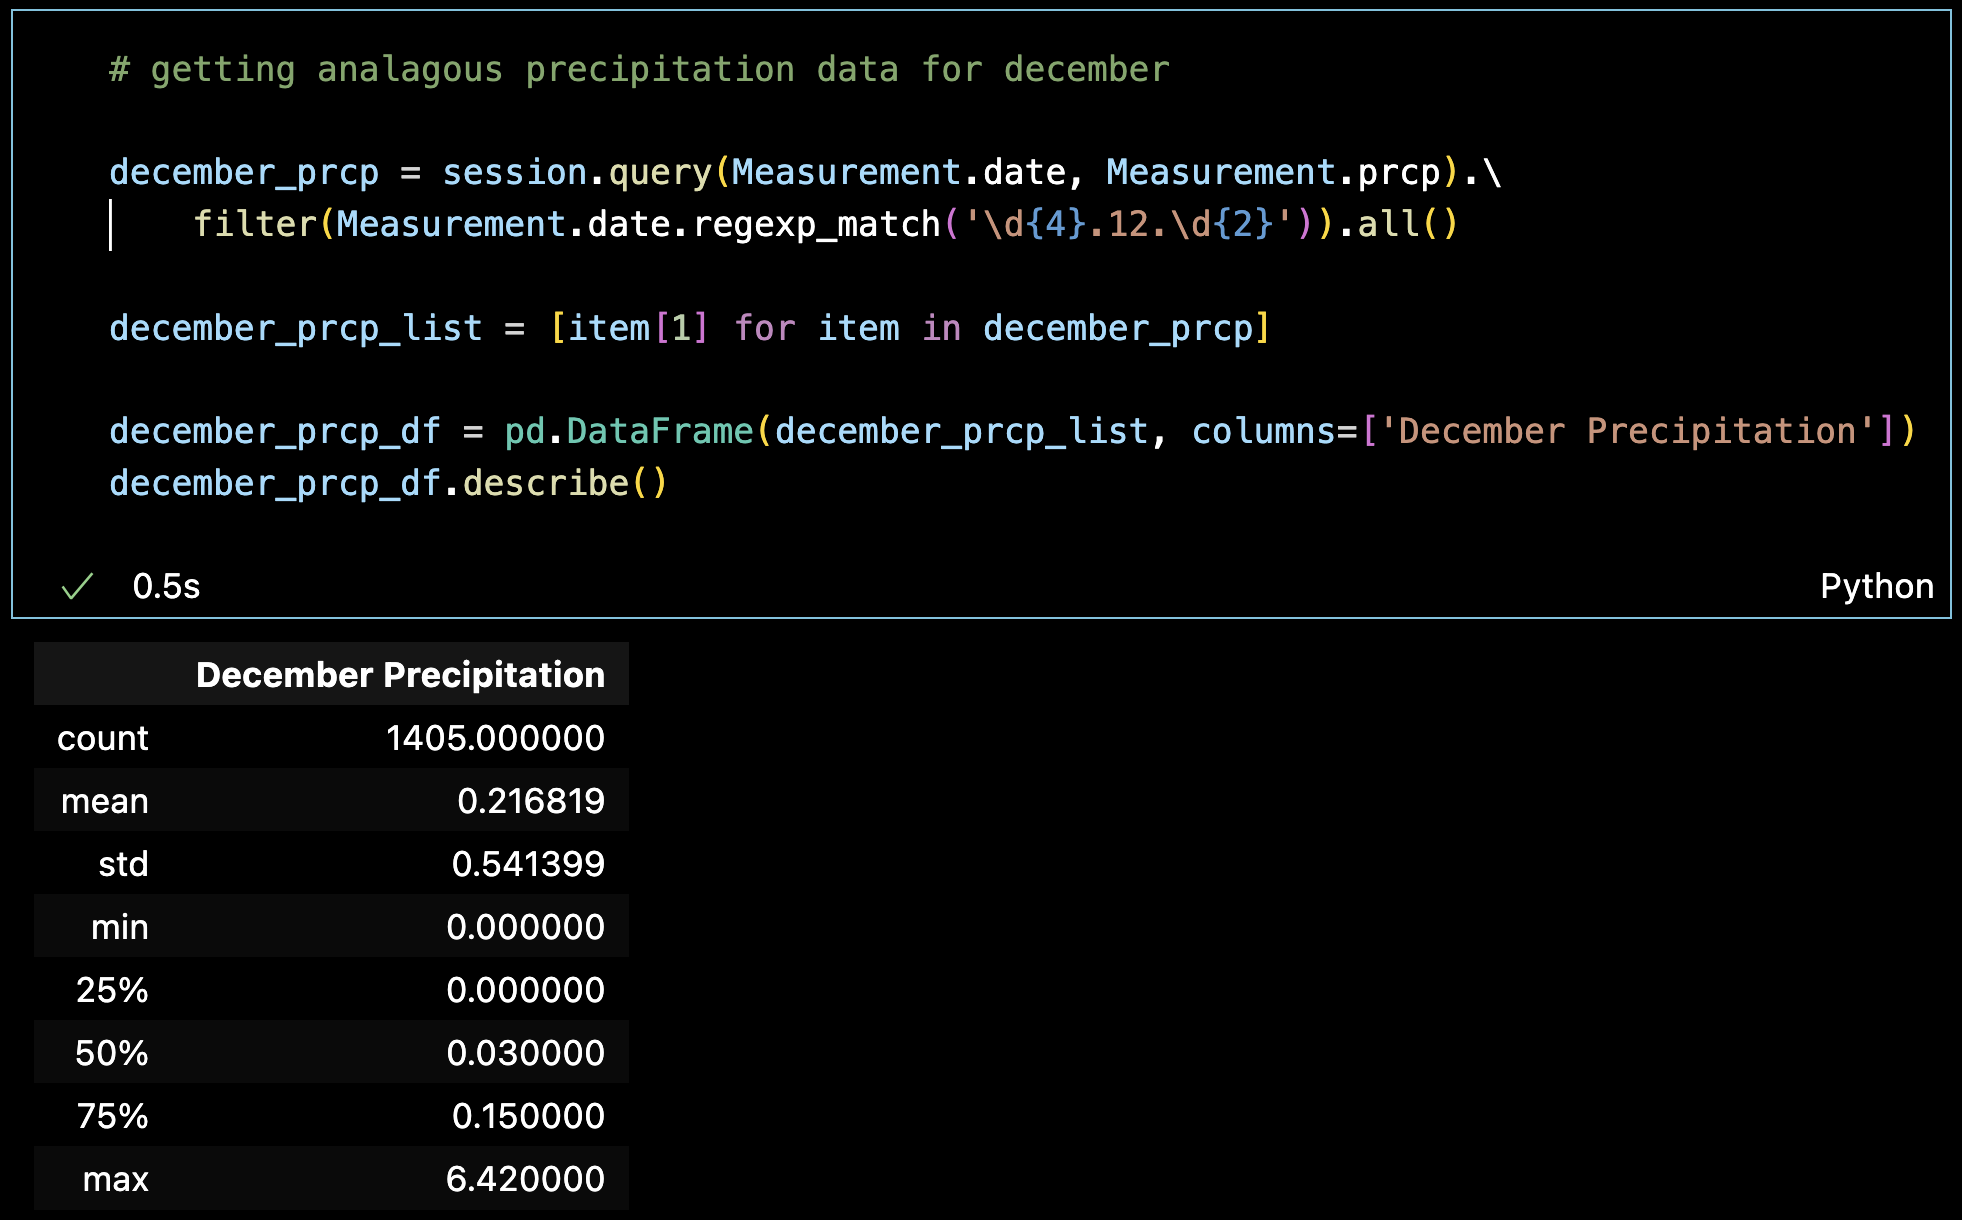 # getting analagous precipitation data for december
december_prcp = session.query(Measurement.date, Measurement.prcp).\
    filter(Measurement.date.regexp_match('\d{4}.12.\d{2}')).all()
december_prcp_list = [item[1] for item in december_prcp]
december_prcp_df = pd.DataFrame(december_prcp_list, columns=['December Precipitation'])
december_prcp_df.describe()
0.5s Python
December Precipitation
count 1405.000000
mean 0.216819
std 0.541399
min 0.000000
25% 0.000000
50% 0.030000
75% 0.150000
max 6.420000